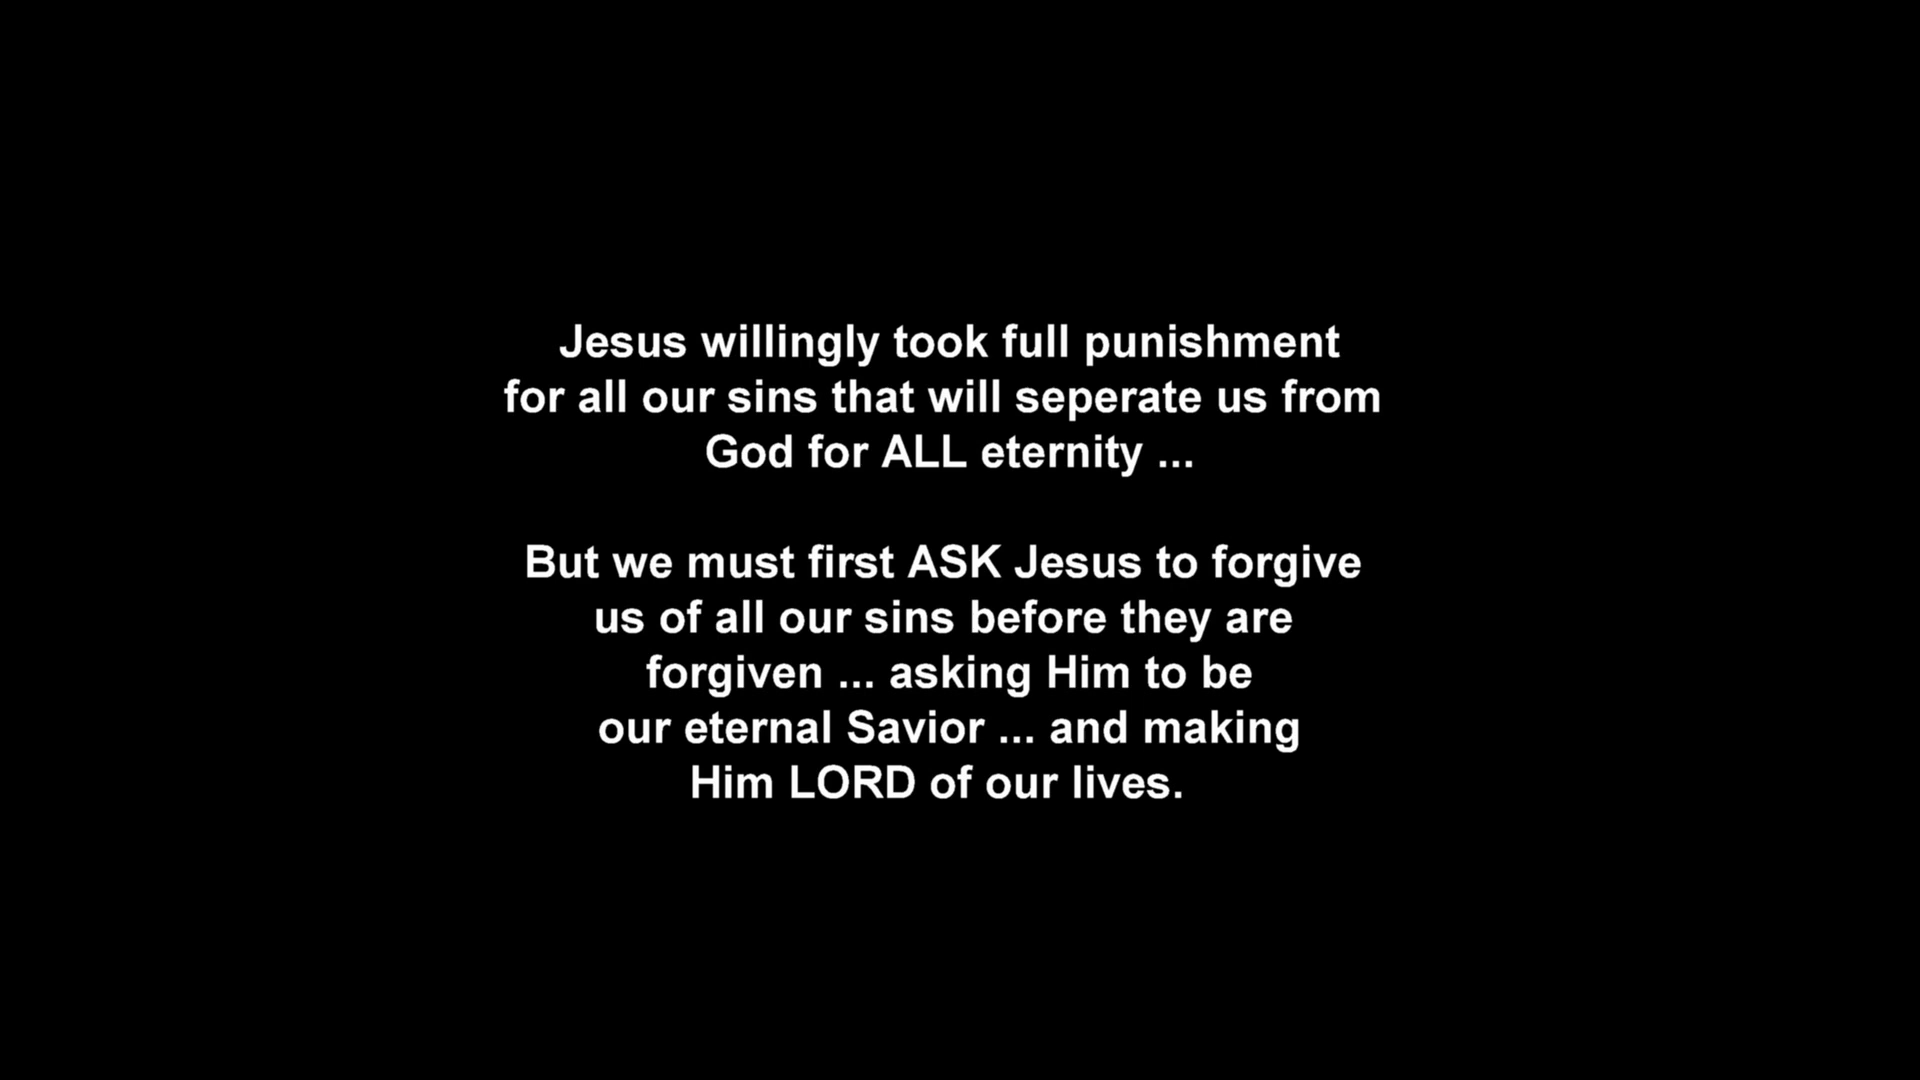 Jesus willingly took full punishment
for all our sins that will seperate us from
God for ALL eternity ...
But we must first ASK Jesus to forgive
us of all our sins before they are
forgiven ... asking Him to be
our eternal Savior ... and making
Him LORD of our lives.